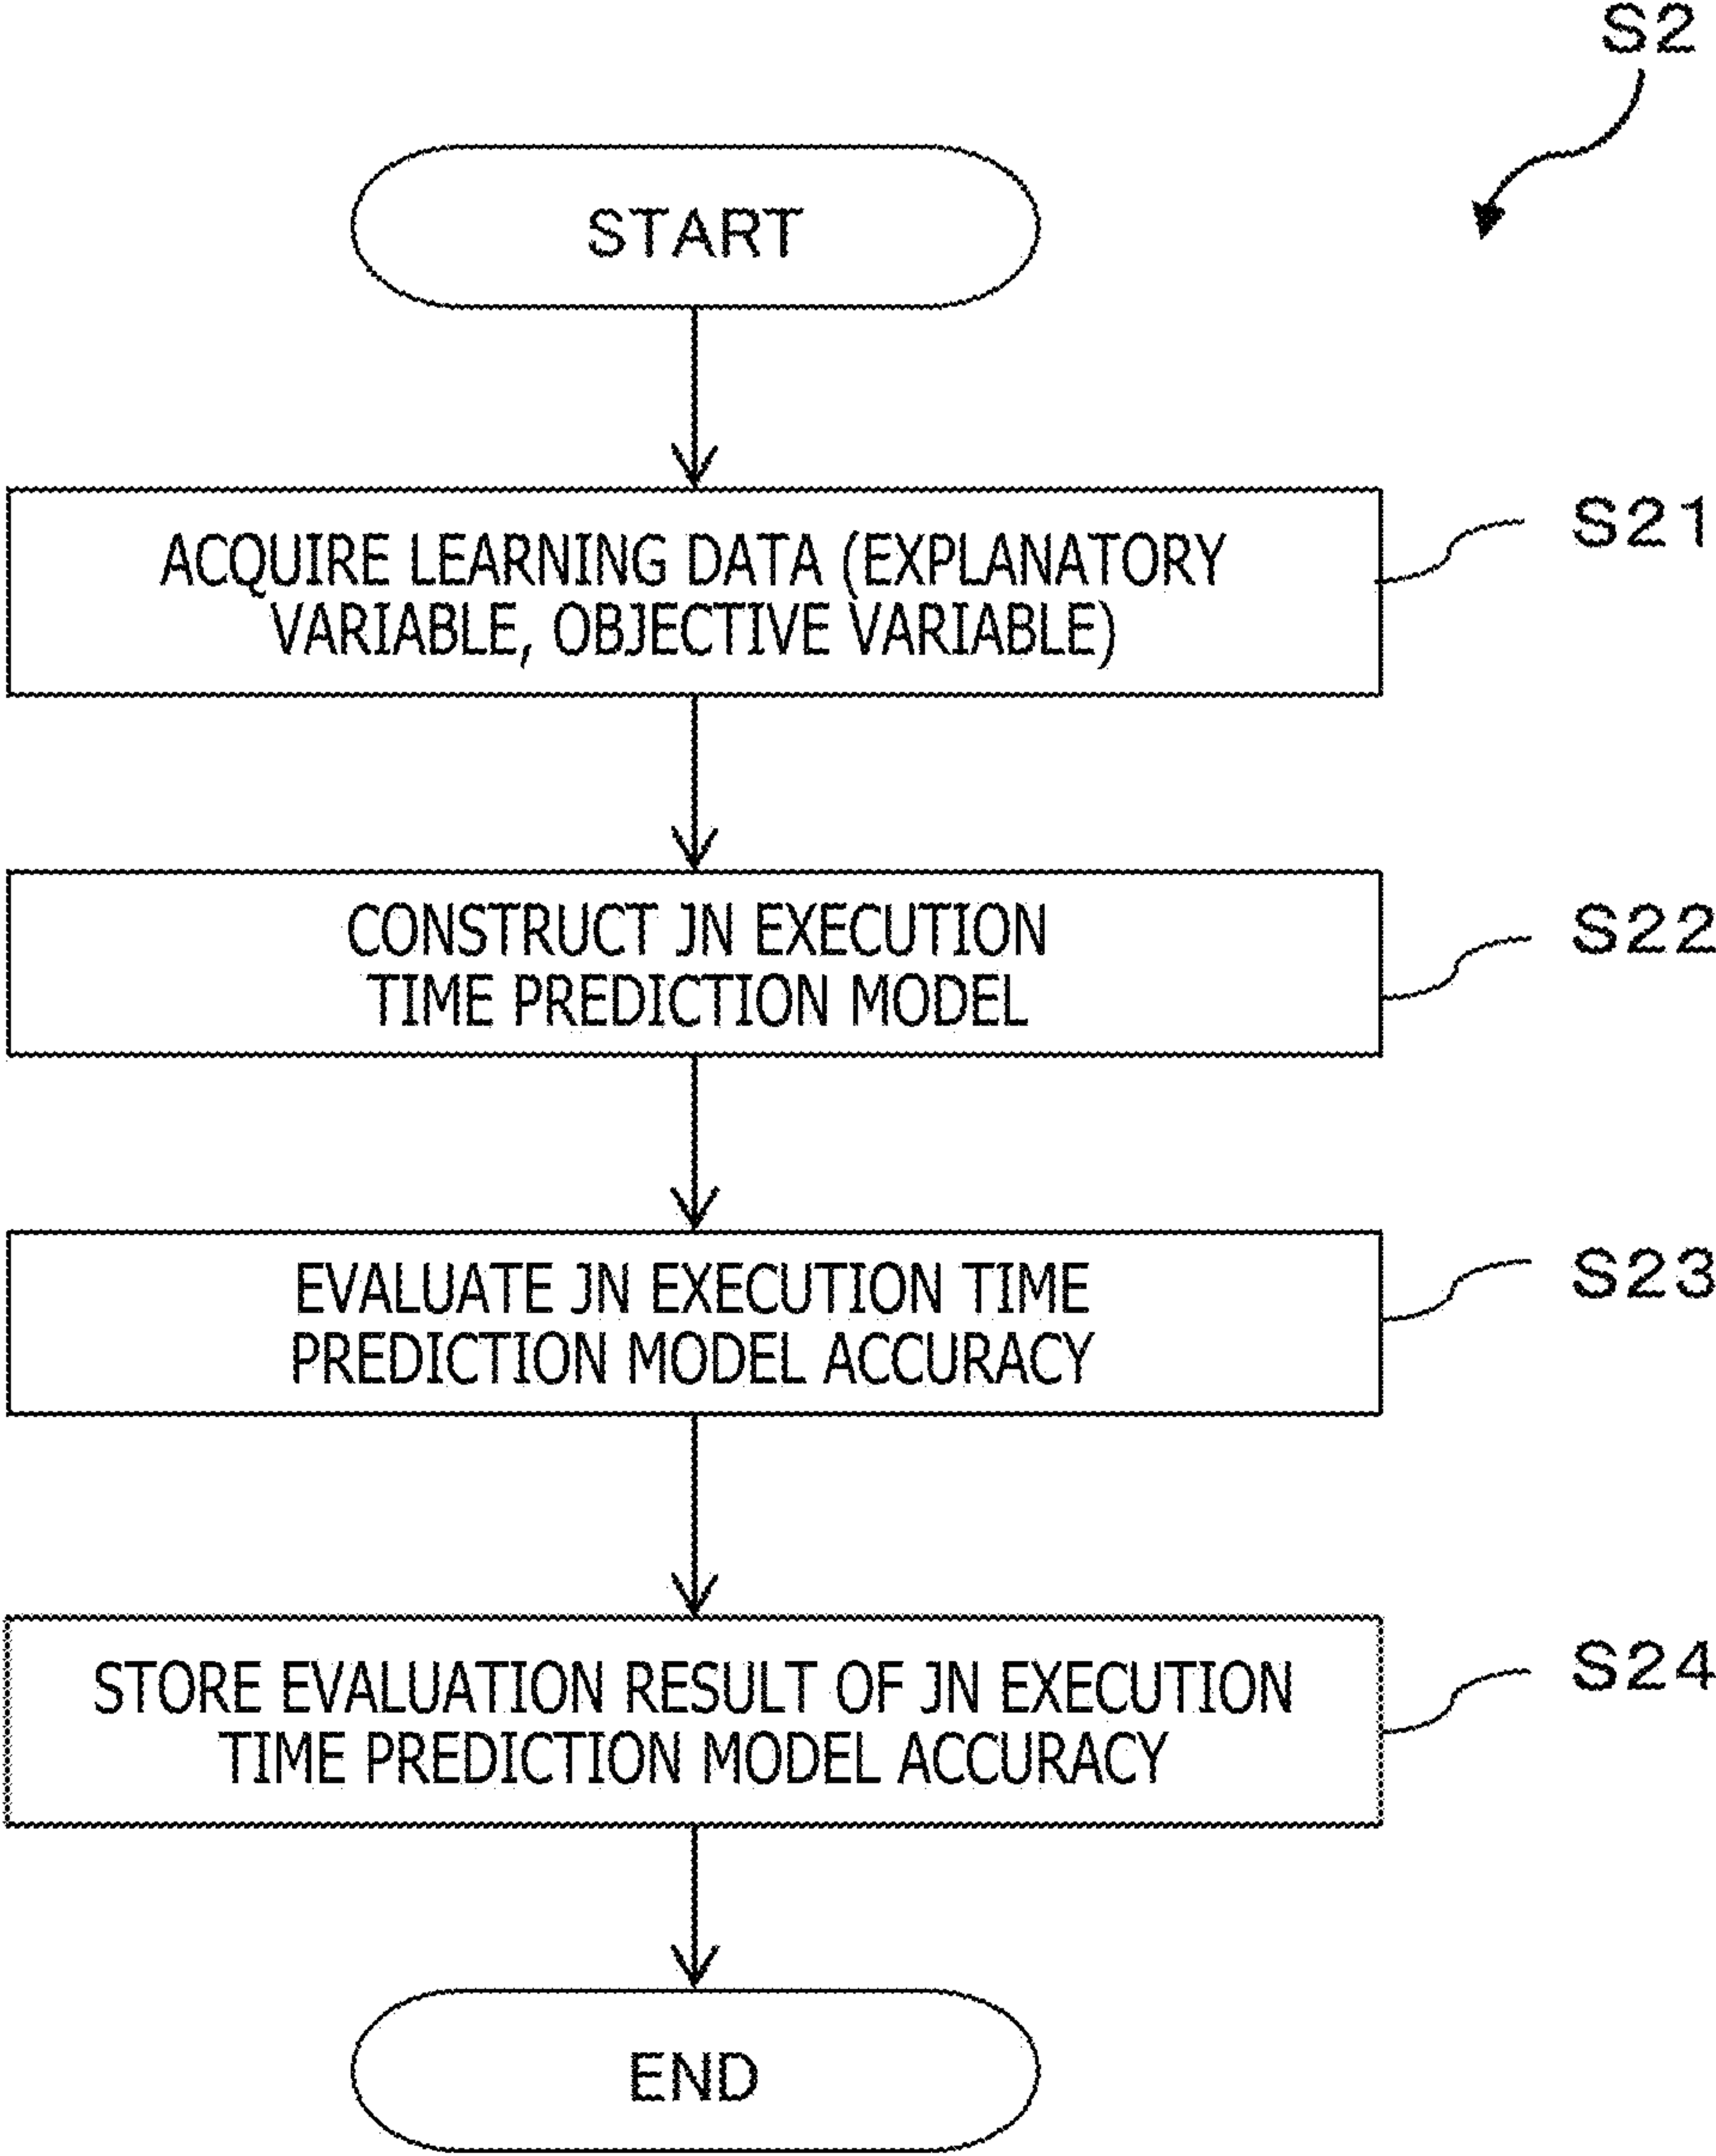 S2
START
ACQUIRE LEARNING DATA (EXPLANATORY
VARIABLE, OBJECTIVE VARIABLE)
S21
CONSTRUCT JN EXECUTION
TIME PREDICTION MODEL
S22
EVALUATE JN EXECUTION TIME
PREDICTION MODEL ACCURACY
S23
STORE EVALUATION RESULT OF JN EXECUTION
TIME PREDICTION MODEL ACCURACY
S24
END